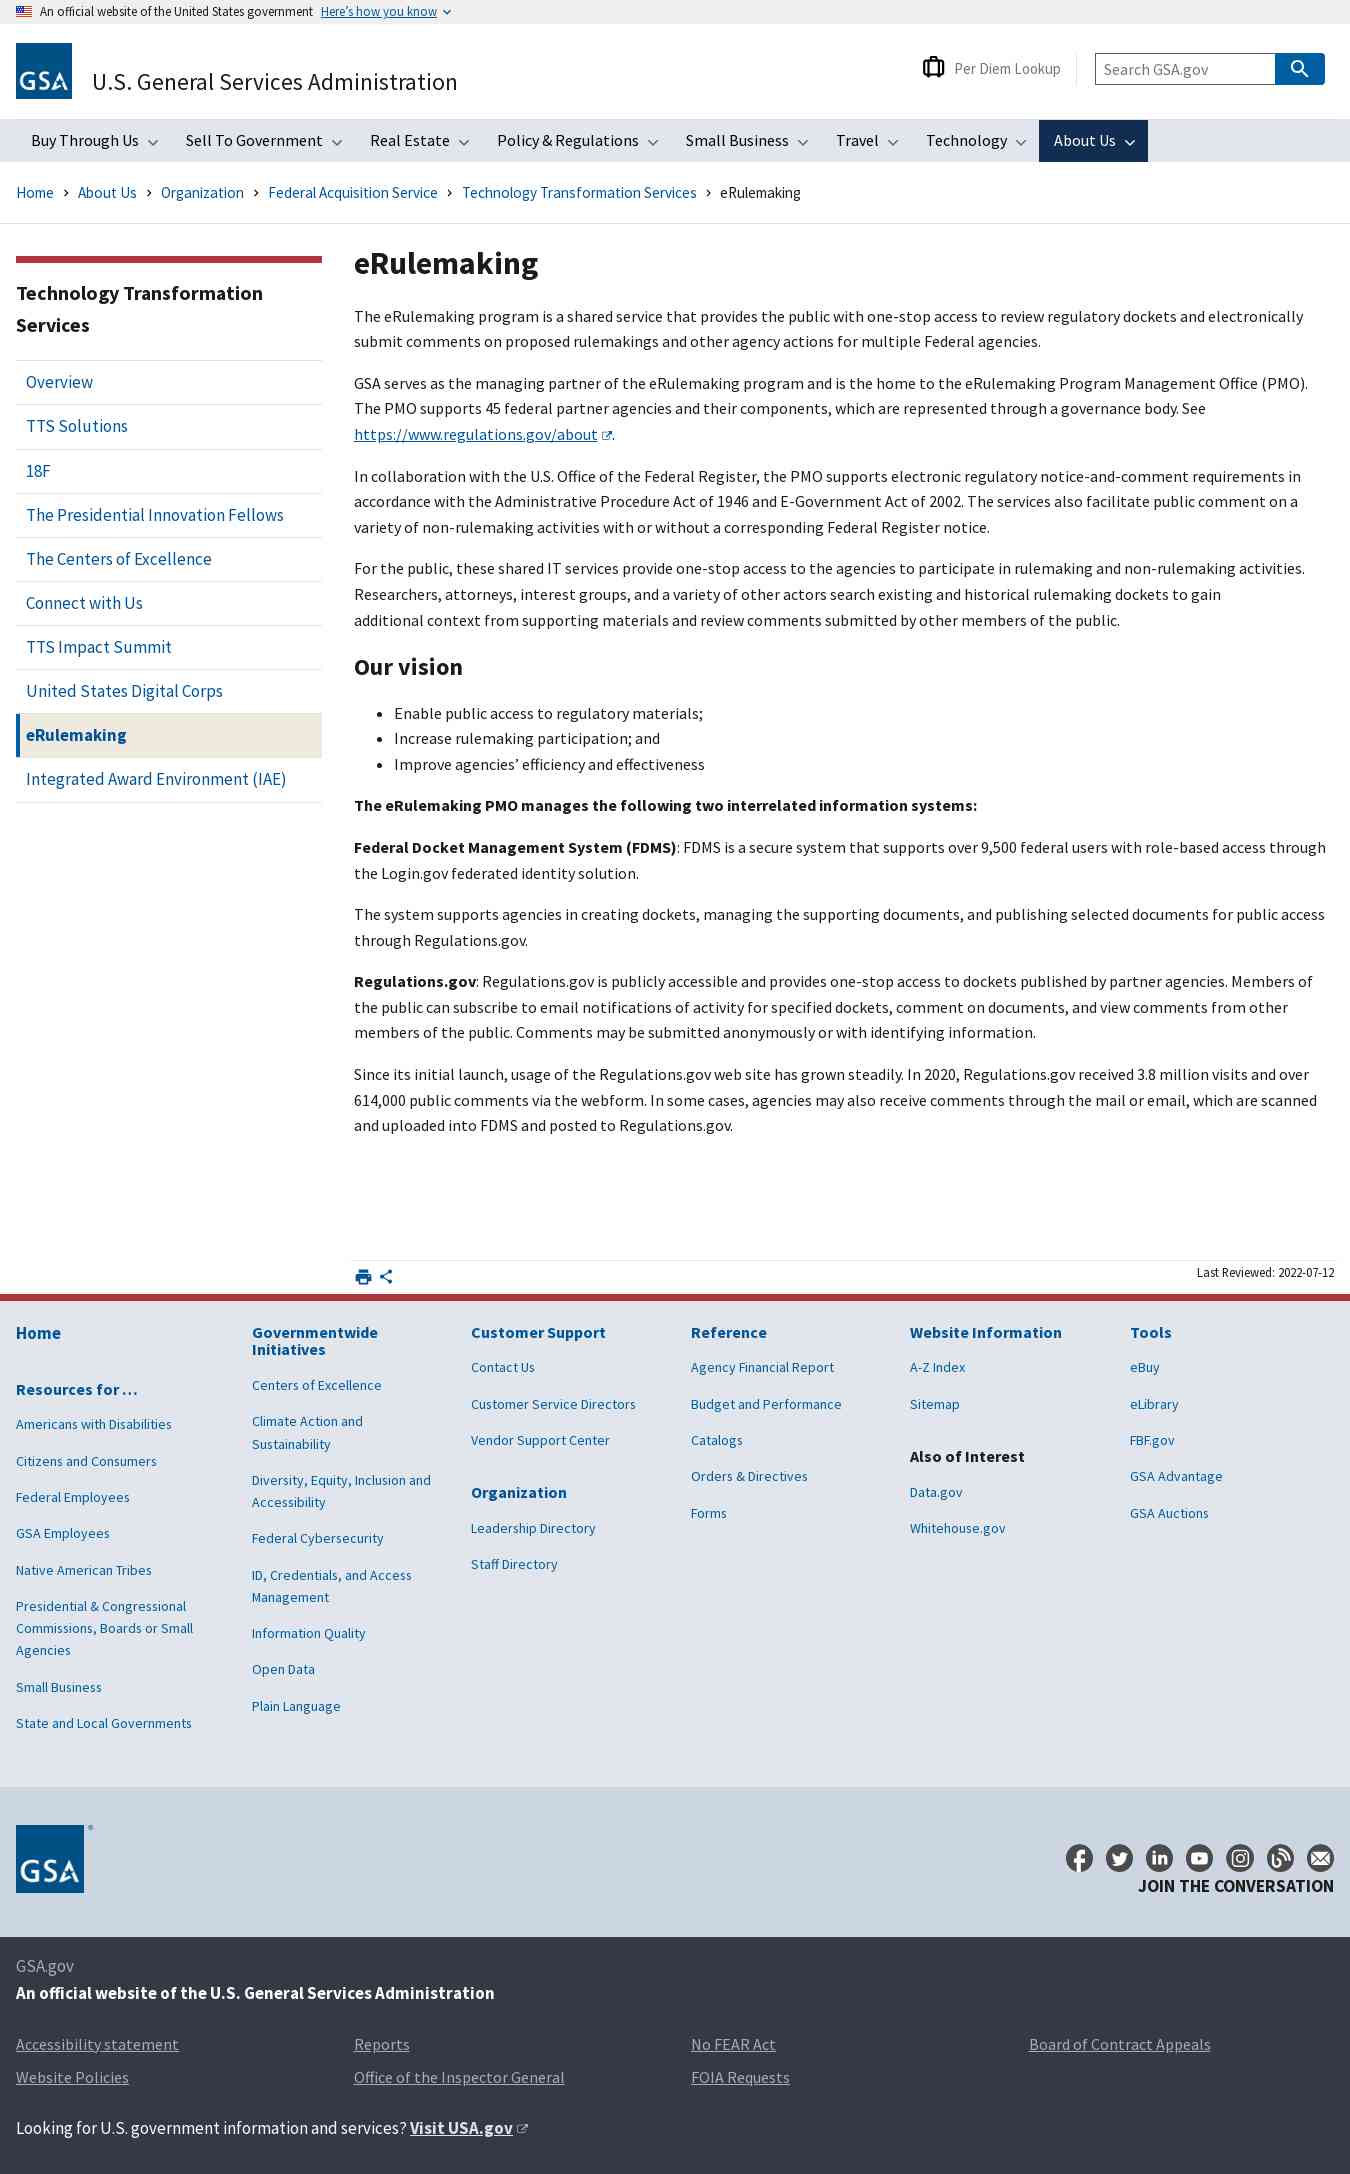 An official website of the United States government Here's how you know
GSA
U.S. General Services Administration
Per Diem Lookup
Search GSA.gov
Buy Through Us Sell To Government Real Estate Policy & Regulations Small Business Travel Technology About Us
Home About Us Organization Federal Acquisition Service Technology Transformation Services eRulemaking
Technology Transformation
Services
Overview
TTS Solutions
18F
The Presidential Innovation Fellows
The Centers of Excellence
Connect with Us
TTS Impact Summit
United States Digital Corps
eRulemaking
Integrated Award Environment (IAE)
eRulemaking
The eRulemaking program is a shared service that provides the public with one-stop access to review regulatory dockets and electronically
submit comments on proposed rulemakings and other agency actions for multiple Federal agencies.
GSA serves as the managing partner of the eRulemaking program and is the home to the eRulemaking Program Management Office (PMO).
The PMO supports 45 federal partner agencies and their components, which are represented through a governance body. See
https://www.regulations.gov/about.
In collaboration with the U.S. Office of the Federal Register, the PMO supports electronic regulatory notice-and-comment requirements in
accordance with the Administrative Procedure Act of 1946 and E-Government Act of 2002. The services also facilitate public comment on a
variety of non-rulemaking activities with or without a corresponding Federal Register notice.
For the public, these shared IT services provide one-stop access to the agencies to participate in rulemaking and non-rulemaking activities.
Researchers, attorneys, interest groups, and a variety of other actors search existing and historical rulemaking dockets to gain
additional context from supporting materials and review comments submitted by other members of the public.
Our vision
• Enable public access to regulatory materials;
• Increase rulemaking participation; and
• Improve agencies’ efficiency and effectiveness
The eRulemaking PMO manages the following two interrelated information systems:
Federal Docket Management System (FDMS): FDMS is a secure system that supports over 9,500 federal users with role-based access through
the Login.gov federated identity solution.
The system supports agencies in creating dockets, managing the supporting documents, and publishing selected documents for public access
through Regulations.gov.
Regulations.gov: Regulations.gov is publicly accessible and provides one-stop access to dockets published by partner agencies. Members of
the public can subscribe to email notifications of activity for specified dockets, comment on documents, and view comments from other
members of the public. Comments may be submitted anonymously or with identifying information.
Since its initial launch, usage of the Regulations.gov web site has grown steadily. In 2020, Regulations.gov received 3.8 million visits and over
614,000 public comments via the webform. In some cases, agencies may also receive comments through the mail or email, which are scanned
and uploaded into FDMS and posted to Regulations.gov.
Last Reviewed: 2022-07-12
Home
Resources for …
Americans with Disabilities
Citizens and Consumers
Federal Employees
GSA Employees
Native American Tribes
Presidential & Congressional
Commissions, Boards or Small
Agencies
Small Business
State and Local Governments
Governmentwide
Initiatives
Centers of Excellence
Climate Action and
Sustainability
Diversity, Equity, Inclusion and
Accessibility
Federal Cybersecurity
ID, Credentials, and Access
Management
Information Quality
Open Data
Plain Language
Customer Support
Contact Us
Customer Service Directors
Vendor Support Center
Organization
Leadership Directory
Staff Directory
Reference
Agency Financial Report
Budget and Performance
Catalogs
Orders & Directives
Forms
Website Information
A-Z Index
Sitemap
Also of Interest
Data.gov
Whitehouse.gov
Tools
eBuy
eLibrary
FBF.gov
GSA Advantage
GSA Auctions
GSA ®
JOIN THE CONVERSATION
GSA.gov
An official website of the U.S. General Services Administration
Accessibility statement Reports No FEAR Act Board of Contract Appeals
Website Policies Office of the Inspector General FOIA Requests
Looking for U.S. government information and services? Visit USA.gov